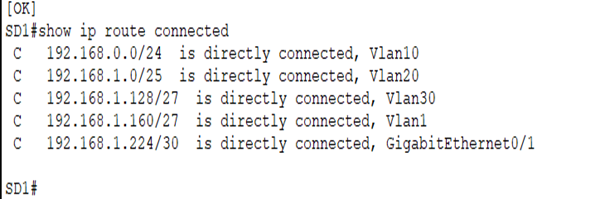 [OK]
SD1#show ip route connected
C 192.168.0.0/24 is directly connected, Vlan10
C 192.168.1.0/25 is directly connected, Vlan20
C 192.168.1.128/27 is directly connected, Vlan30
C 192.168.1.160/27 is directly connected, Vlan1
C 192.168.1.224/30 is directly connected, GigabitEthernet0/1
SD1#